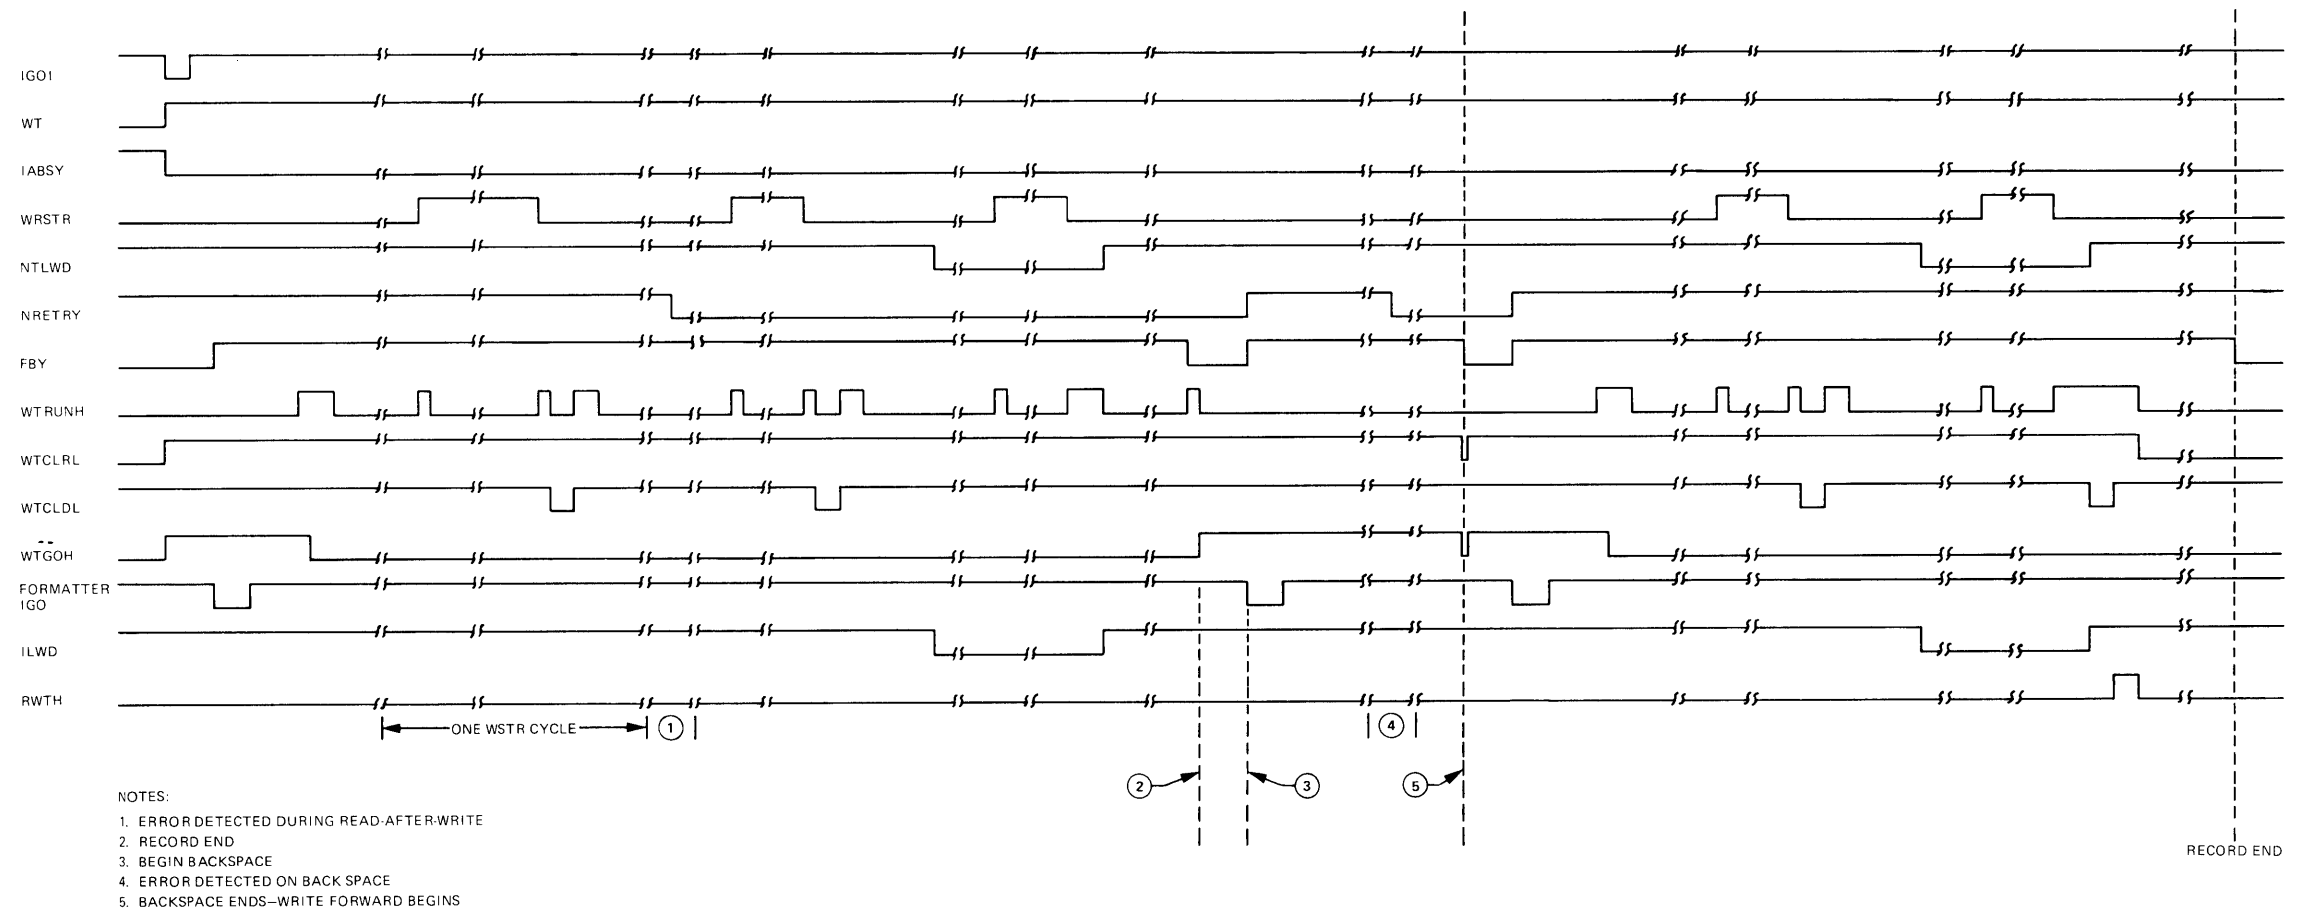 IGO1
WT
IABSY
WRSTR
NTLWD
NRETRY
FBY
WTRUNH
WTCLRL
WTCLDL
WTGOH
FORMATTER
IGO
ILWD
RWTH
ONE WSTR CYCLE 1 4
2 3 5
NOTES:
1. ERROR DETECTED DURING READ-AFTER-WRITE
2. RECORD END
RECORD END
3. BEGIN BACKSPACE
4. ERROR DETECTED ON BACK SPACE
5. BACKSPACE ENDS–WRITE FORWARD BEGINS